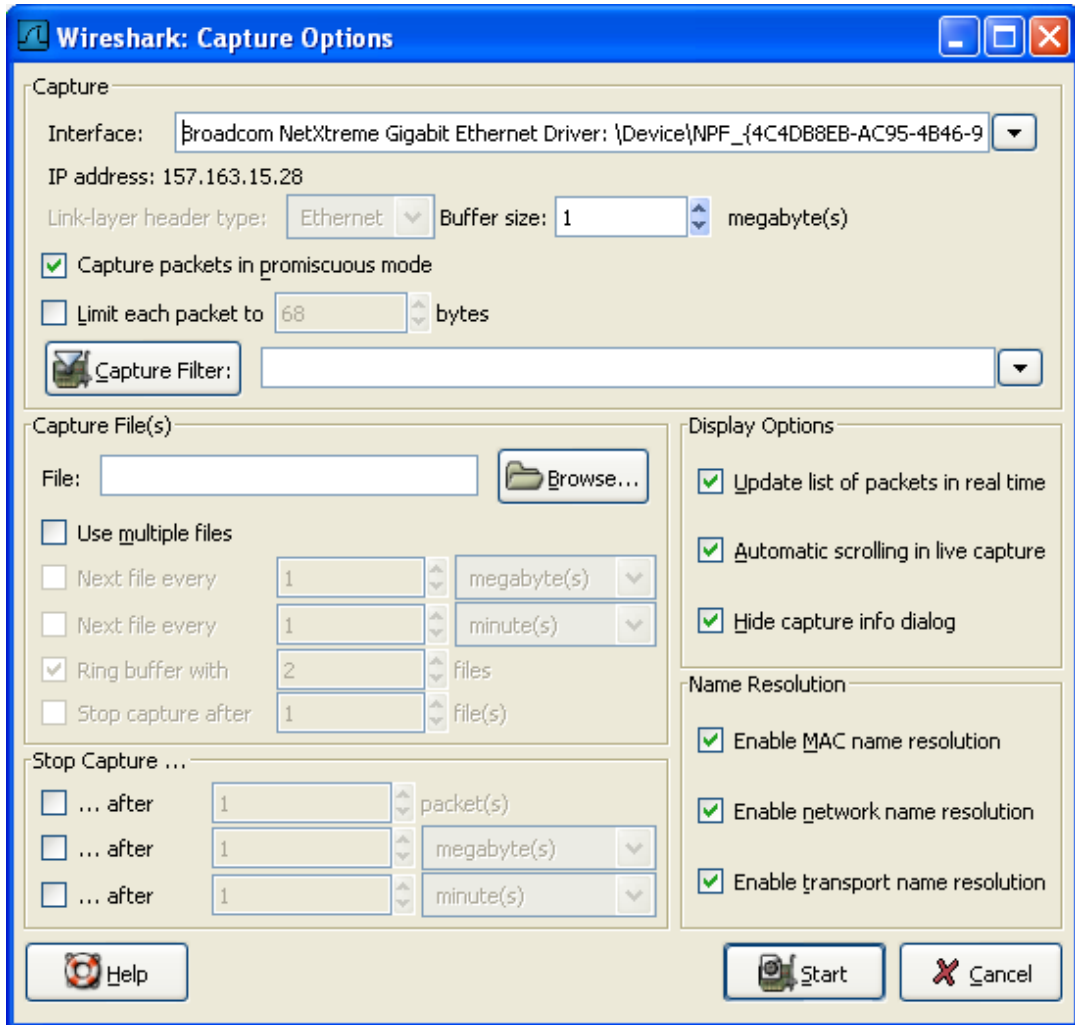 Wireshark: Capture Options
Capture
Interface: Broadcom NetXtreme Gigabit Ethernet Driver: \Device\NPF_{4C4DB8EB-AC95-4B46-9
IP address: 157.163.15.28
Link-layer header type: Ethernet Buffer size: 1 megabyte(s)
Capture packets in promiscuous mode
Limit each packet to 68 bytes
Capture Filter:
Capture File(s)
File: Browse...
Use multiple files
Next file every 1 megabyte(s)
Next file every 1 minute(s)
Ring buffer with 2 files
Stop capture after 1 file(s)
Stop Capture ...
... after 1 packet(s)
... after 1 megabyte(s)
... after 1 minute(s)
Display Options
Update list of packets in real time
Automatic scrolling in live capture
Hide capture info dialog
Name Resolution
Enable MAC name resolution
Enable network name resolution
Enable transport name resolution
Help Start Cancel